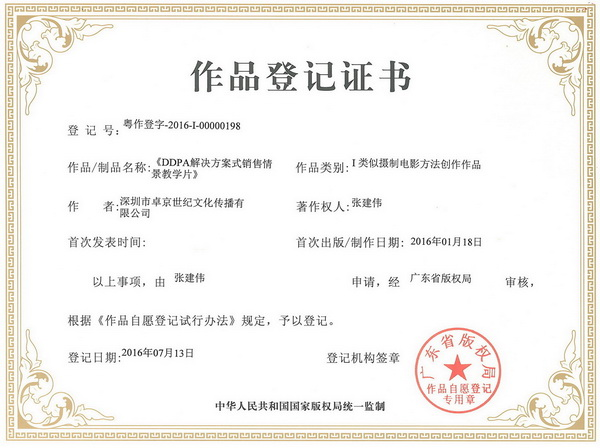 作品登记证书
登 记 号：粤作登字-2016-I-00000198
作品/制品名称：《DDPA解决方案式销售情景教学片》 作品类别：I 类似摄制电影方法创作作品
作 者：深圳市卓京世纪文化传播有限公司 著作权人：张建伟
首次发表时间： 首次出版/制作日期：2016年01月18日
以上事项，由 张建伟 申请，经 广东省版权局 审核，
根据《作品自愿登记试行办法》规定，予以登记。
登记日期：2016年07月13日 登记机构签章
广东省版权局
作品自愿登记
专用章
中华人民共和国国家版权局统一监制